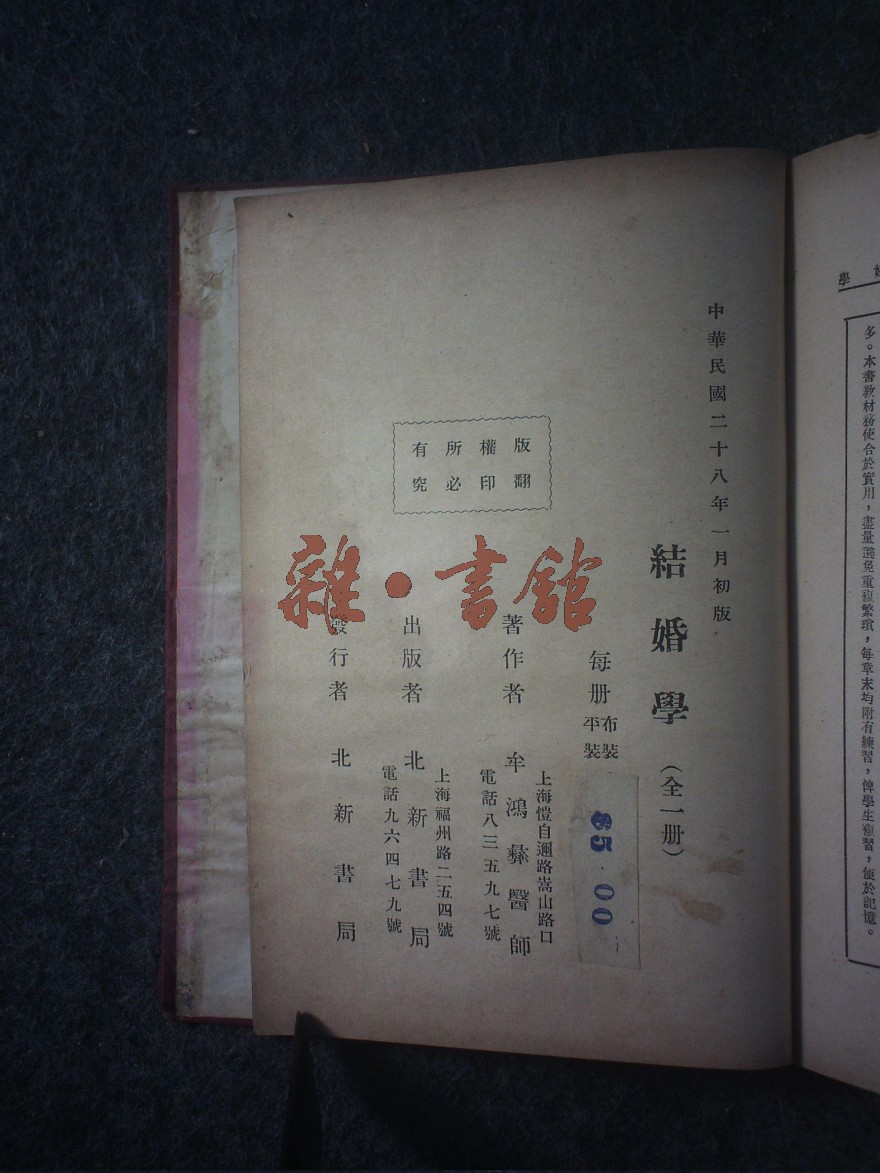 中華民國二十八年一月初版
結婚學（全一册）
每册
布裝
平裝
65.00
上海愷自邇路嵩山路口
著作者 牟鴻彝醫師
電話八三五九七號
上海福州路二五四號
出版者 北新書局
電話九六四七九號
發行者 北新書局
版權所有
翻印必究
雜·書館
學
多。本書教材務使合於實用，盡量避免重複繁瑣，每章末均附有練習，俾學生複習，便於記憶。